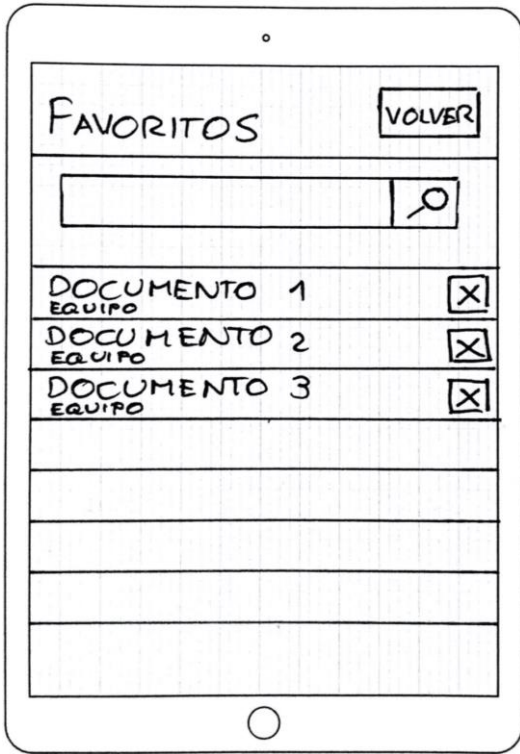 FAVORITOS
VOLVER
DOCUMENTO 1
EQUIPO
DOCUMENTO 2
EQUIPO
DOCUMENTO 3
EQUIPO